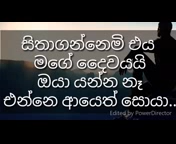 සිතාගන්නෙමි එය
මගේ දෛවයයි
ඔයා යන්න නෑ
එන්නෙ ආයෙත් සොයා..
Edited by PowerDirector